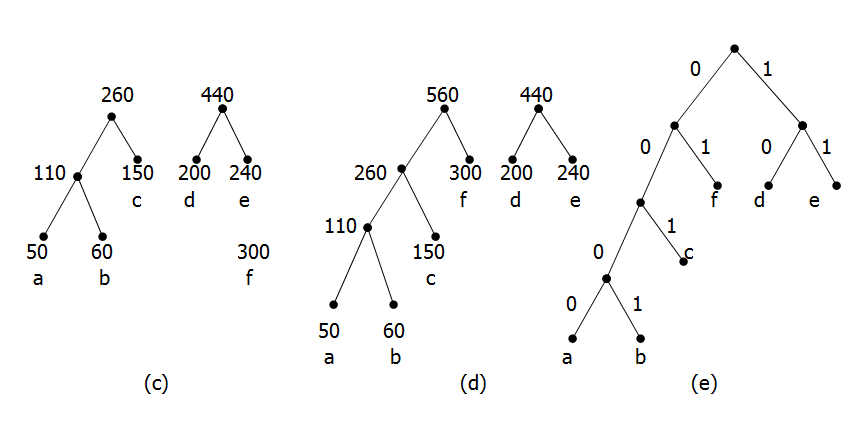 260 440
110 150 200 240
c d e
50 60 300
a b f
(c)
560 440
260 300 200 240
f d e
110 150
c
50 60
a b
(d)
0 1
0 1 0 1
f d e
0 1
c
0 1
a b
(e)